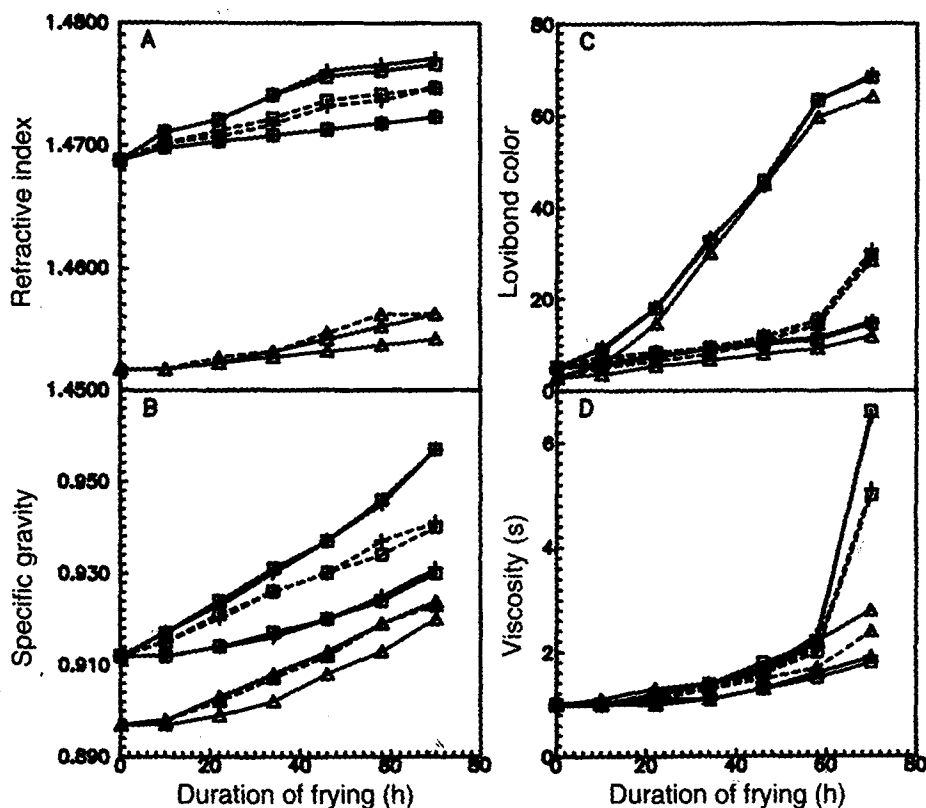 1.4800
A
1.4700
1.4600
1.4500
Refractive index
80
C
60
40
20
0
Lovibond color
B
0.950
0.930
0.910
0.890
Specific gravity
0 20 40 60 80
Duration of frying (h)
D
6
4
2
0
Viscosity (s)
0 20 40 60 80
Duration of frying (h)